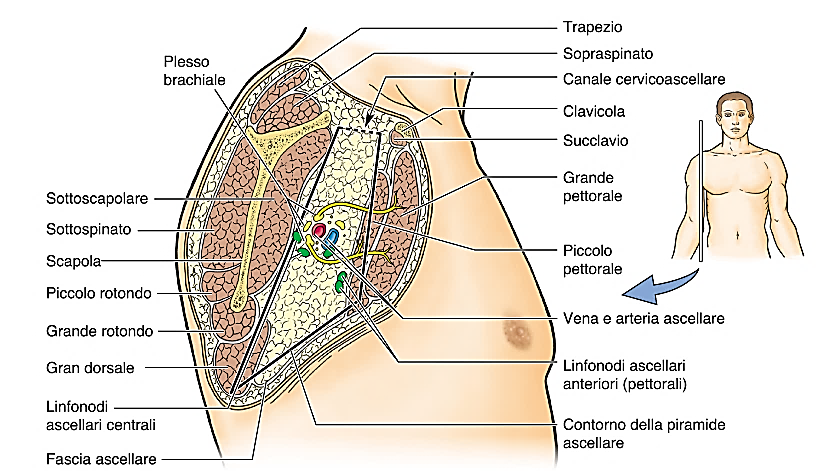 Trapezio
Sopraspinato
Plesso
brachiale
Canale cervicoascellare
Clavicola
Succlavio
Grande
pettorale
Sottoscapolare
Sottospinato
Piccolo
pettorale
Scapola
Piccolo rotondo
Vena e arteria ascellare
Grande rotondo
Gran dorsale
Linfonodi ascellari
anteriori (pettorali)
Linfonodi
ascellari centrali
Contorno della piramide
ascellare
Fascia ascellare